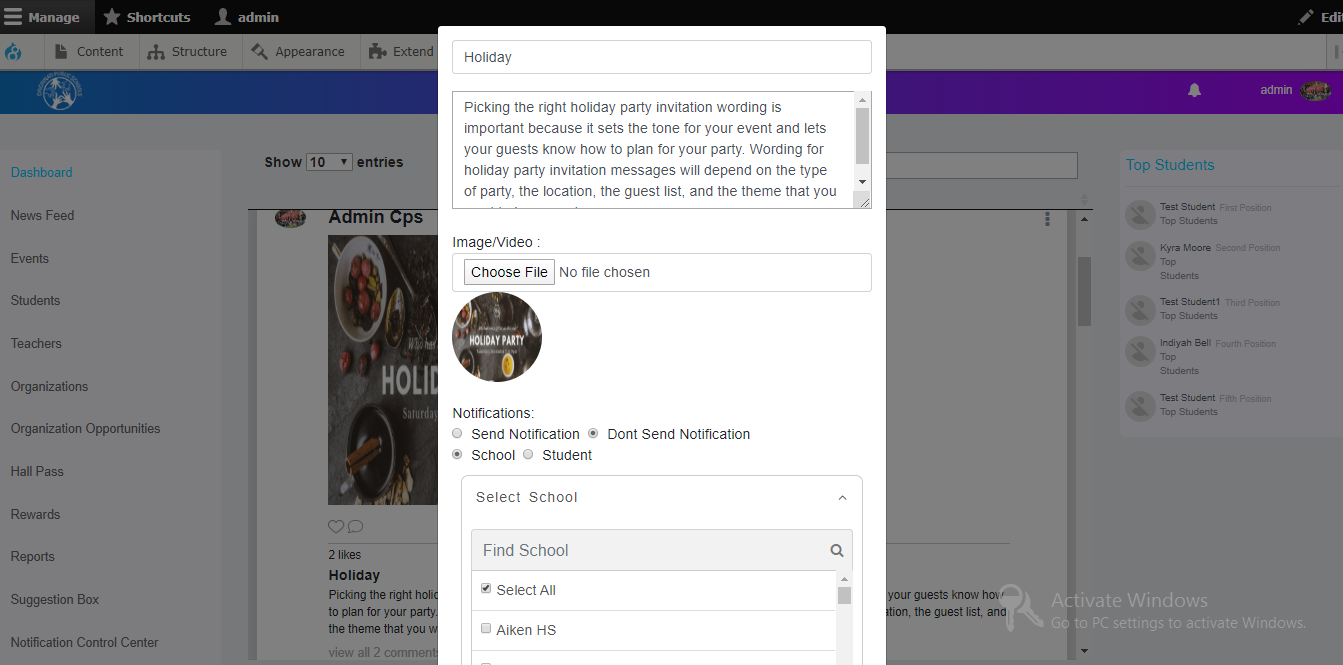 Manage
Shortcuts
admin
Edit
Content
Structure
Appearance
Extend
admin
Dashboard
News Feed
Events
Students
Teachers
Organizations
Organization Opportunities
Hall Pass
Rewards
Reports
Suggestion Box
Notification Control Center
Show 10 entries
Admin Cps
HOLID
Saturday
2 likes
Holiday
Picking the right holid
to plan for your party.
the theme that you w
view all 2 comments
your guests know how
ation, the guest list, and
Holiday
Picking the right holiday party invitation wording is
important because it sets the tone for your event and lets
your guests know how to plan for your party. Wording for
holiday party invitation messages will depend on the type
of party, the location, the guest list, and the theme that you
Image/Video :
Choose File No file chosen
HOLIDAY PARTY
Notifications:
Send Notification Dont Send Notification
School Student
Select School
Find School
Select All
Aiken HS
Top Students
Test Student First Position
Top Students
Kyra Moore Second Position
Top
Students
Test Student1 Third Position
Top Students
Indiyah Bell Fourth Position
Top
Students
Test Student Fifth Position
Top Students
Activate Windows
Go to PC settings to activate Windows.